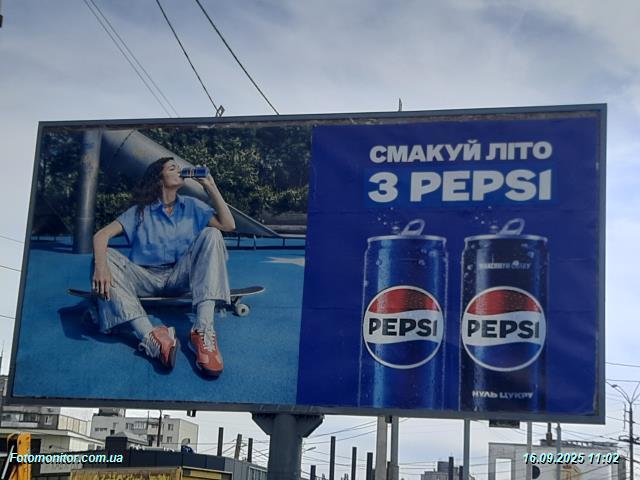 СМАКУЙ ЛІТО
З PEPSI
PEPSI
PEPSI
НУЛЬ ЦУКРУ
Fotomonitor.com.ua
16.09.2025 11:02